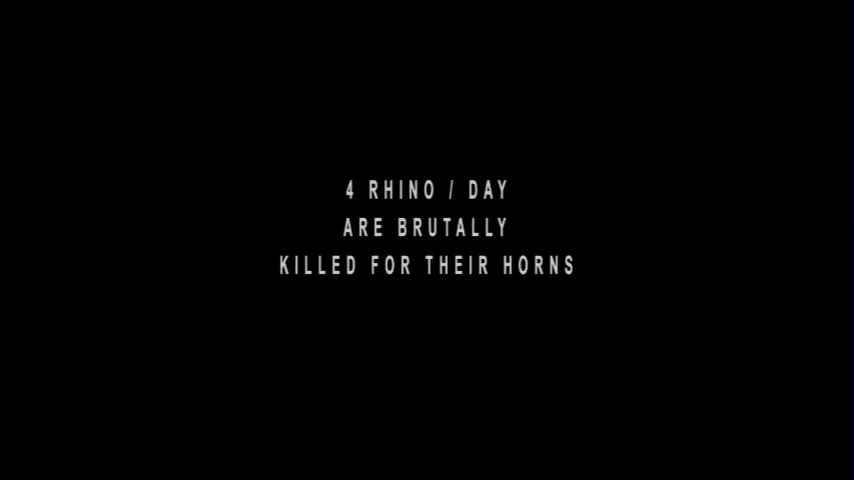 4 RHINO / DAY
ARE BRUTALLY
KILLED FOR THEIR HORNS